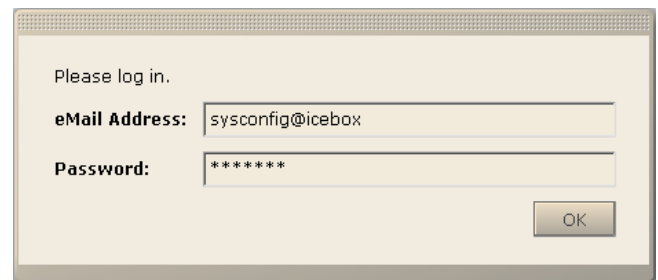 Please log in.
eMail Address: sysconfig@icebox
Password: *******
OK